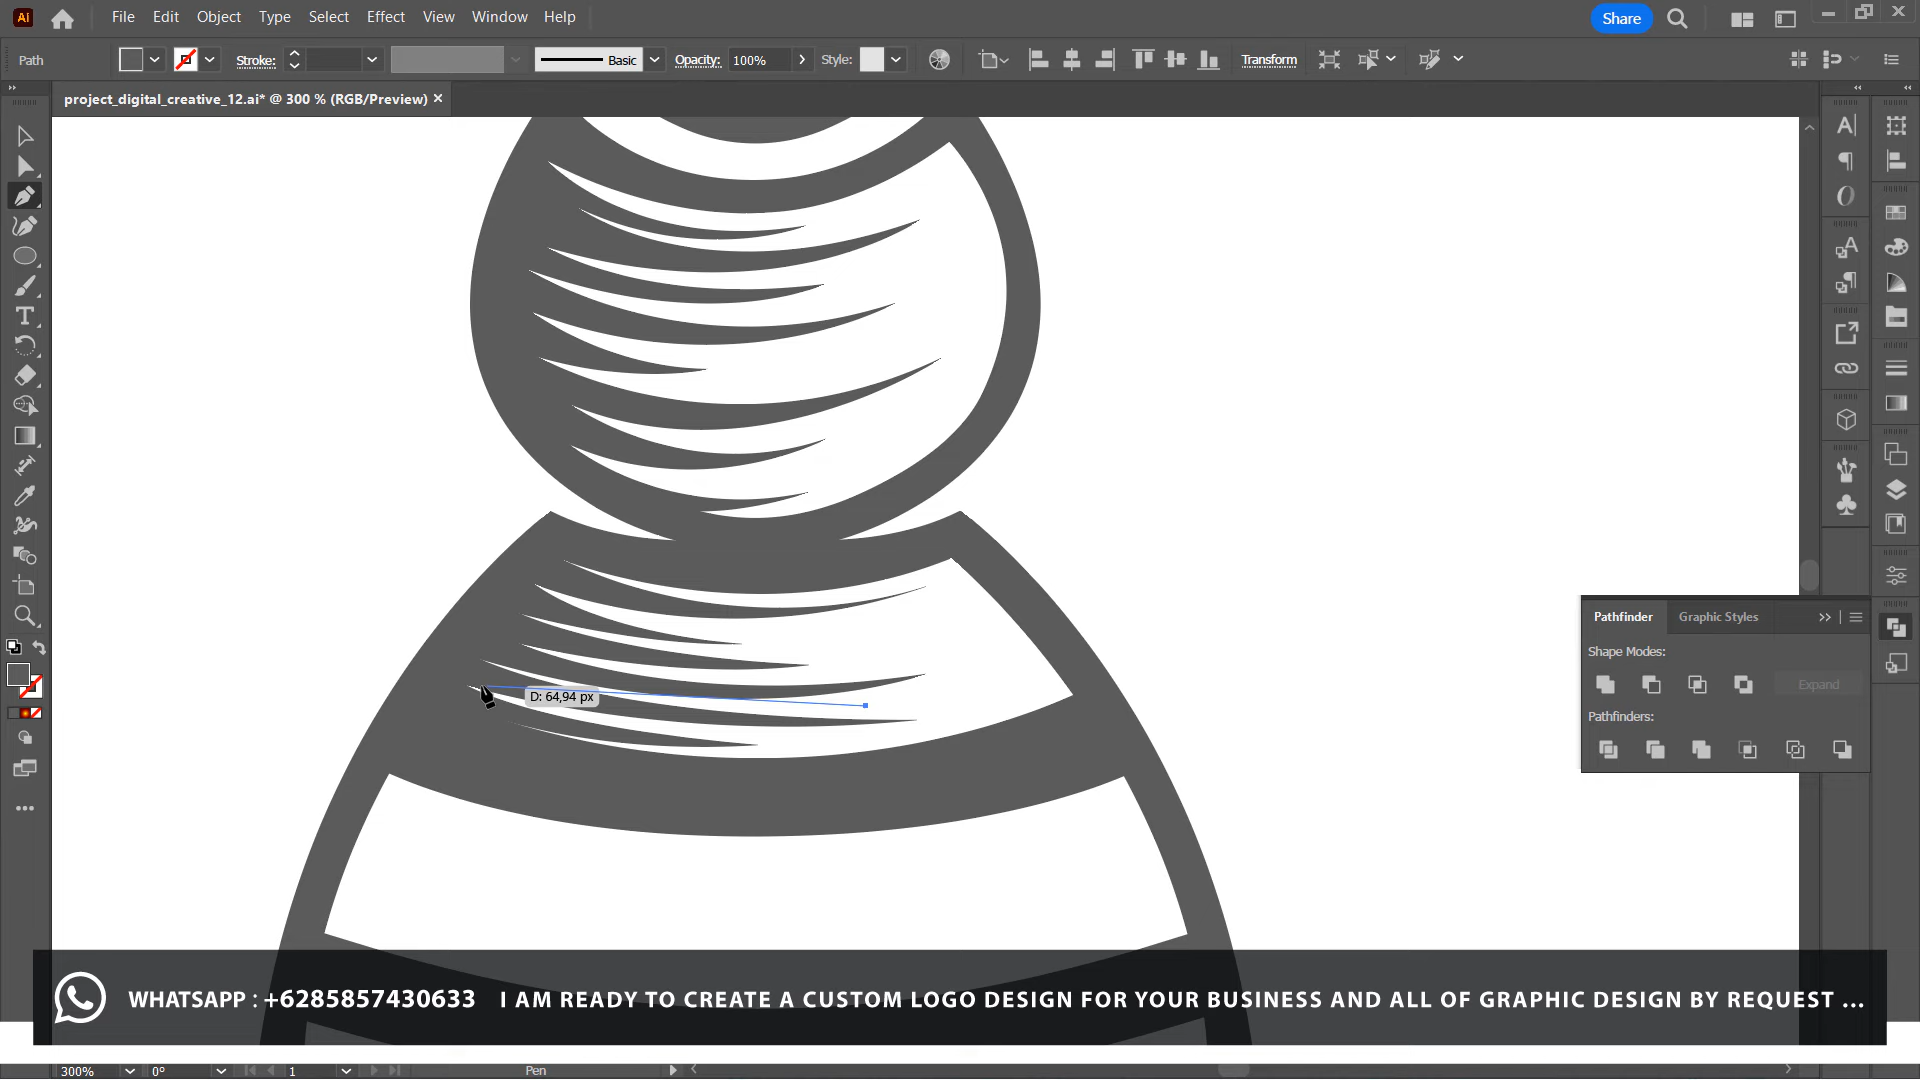 Ai File Edit Object Type Select Effect View Window Help Share
Path Stroke: Basic Opacity: 100% Style: Transform
project_digital_creative_12.ai* @ 300 % (RGB/Preview) ×
D: 64,94 px
Pathfinder Graphic Styles
Shape Modes:
Expand
Pathfinders:
WHATSAPP : +6285857430633 I AM READY TO CREATE A CUSTOM LOGO DESIGN FOR YOUR BUSINESS AND ALL OF GRAPHIC DESIGN BY REQUEST ...
300% 0° 1 Pen